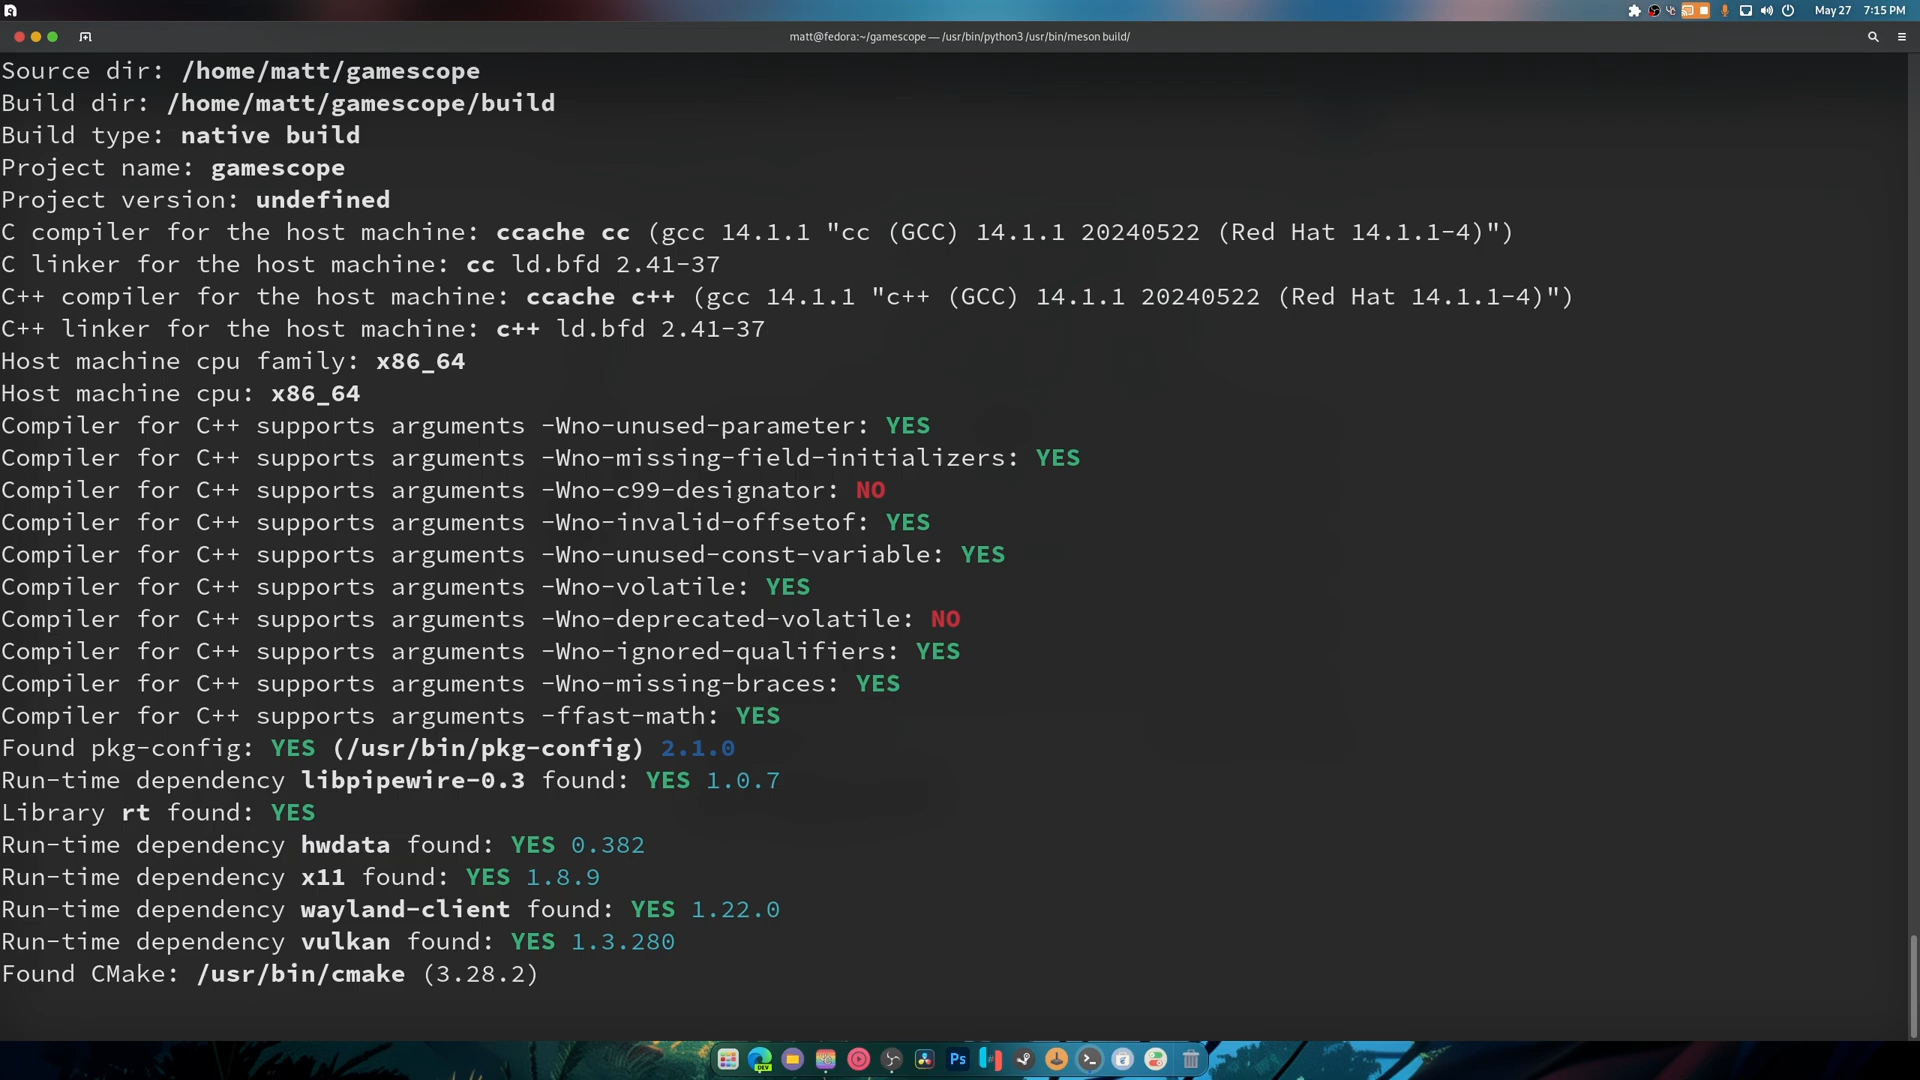 May 27 7:15 PM
matt@fedora:~/gamescope — /usr/bin/python3 /usr/bin/meson build/
Source dir: /home/matt/gamescope
Build dir: /home/matt/gamescope/build
Build type: native build
Project name: gamescope
Project version: undefined
C compiler for the host machine: ccache cc (gcc 14.1.1 "cc (GCC) 14.1.1 20240522 (Red Hat 14.1.1-4)")
C linker for the host machine: cc ld.bfd 2.41-37
C++ compiler for the host machine: ccache c++ (gcc 14.1.1 "c++ (GCC) 14.1.1 20240522 (Red Hat 14.1.1-4)")
C++ linker for the host machine: c++ ld.bfd 2.41-37
Host machine cpu family: x86_64
Host machine cpu: x86_64
Compiler for C++ supports arguments -Wno-unused-parameter: YES
Compiler for C++ supports arguments -Wno-missing-field-initializers: YES
Compiler for C++ supports arguments -Wno-c99-designator: NO
Compiler for C++ supports arguments -Wno-invalid-offsetof: YES
Compiler for C++ supports arguments -Wno-unused-const-variable: YES
Compiler for C++ supports arguments -Wno-volatile: YES
Compiler for C++ supports arguments -Wno-deprecated-volatile: NO
Compiler for C++ supports arguments -Wno-ignored-qualifiers: YES
Compiler for C++ supports arguments -Wno-missing-braces: YES
Compiler for C++ supports arguments -ffast-math: YES
Found pkg-config: YES (/usr/bin/pkg-config) 2.1.0
Run-time dependency libpipewire-0.3 found: YES 1.0.7
Library rt found: YES
Run-time dependency hwdata found: YES 0.382
Run-time dependency x11 found: YES 1.8.9
Run-time dependency wayland-client found: YES 1.22.0
Run-time dependency vulkan found: YES 1.3.280
Found CMake: /usr/bin/cmake (3.28.2)
DEV
Ps